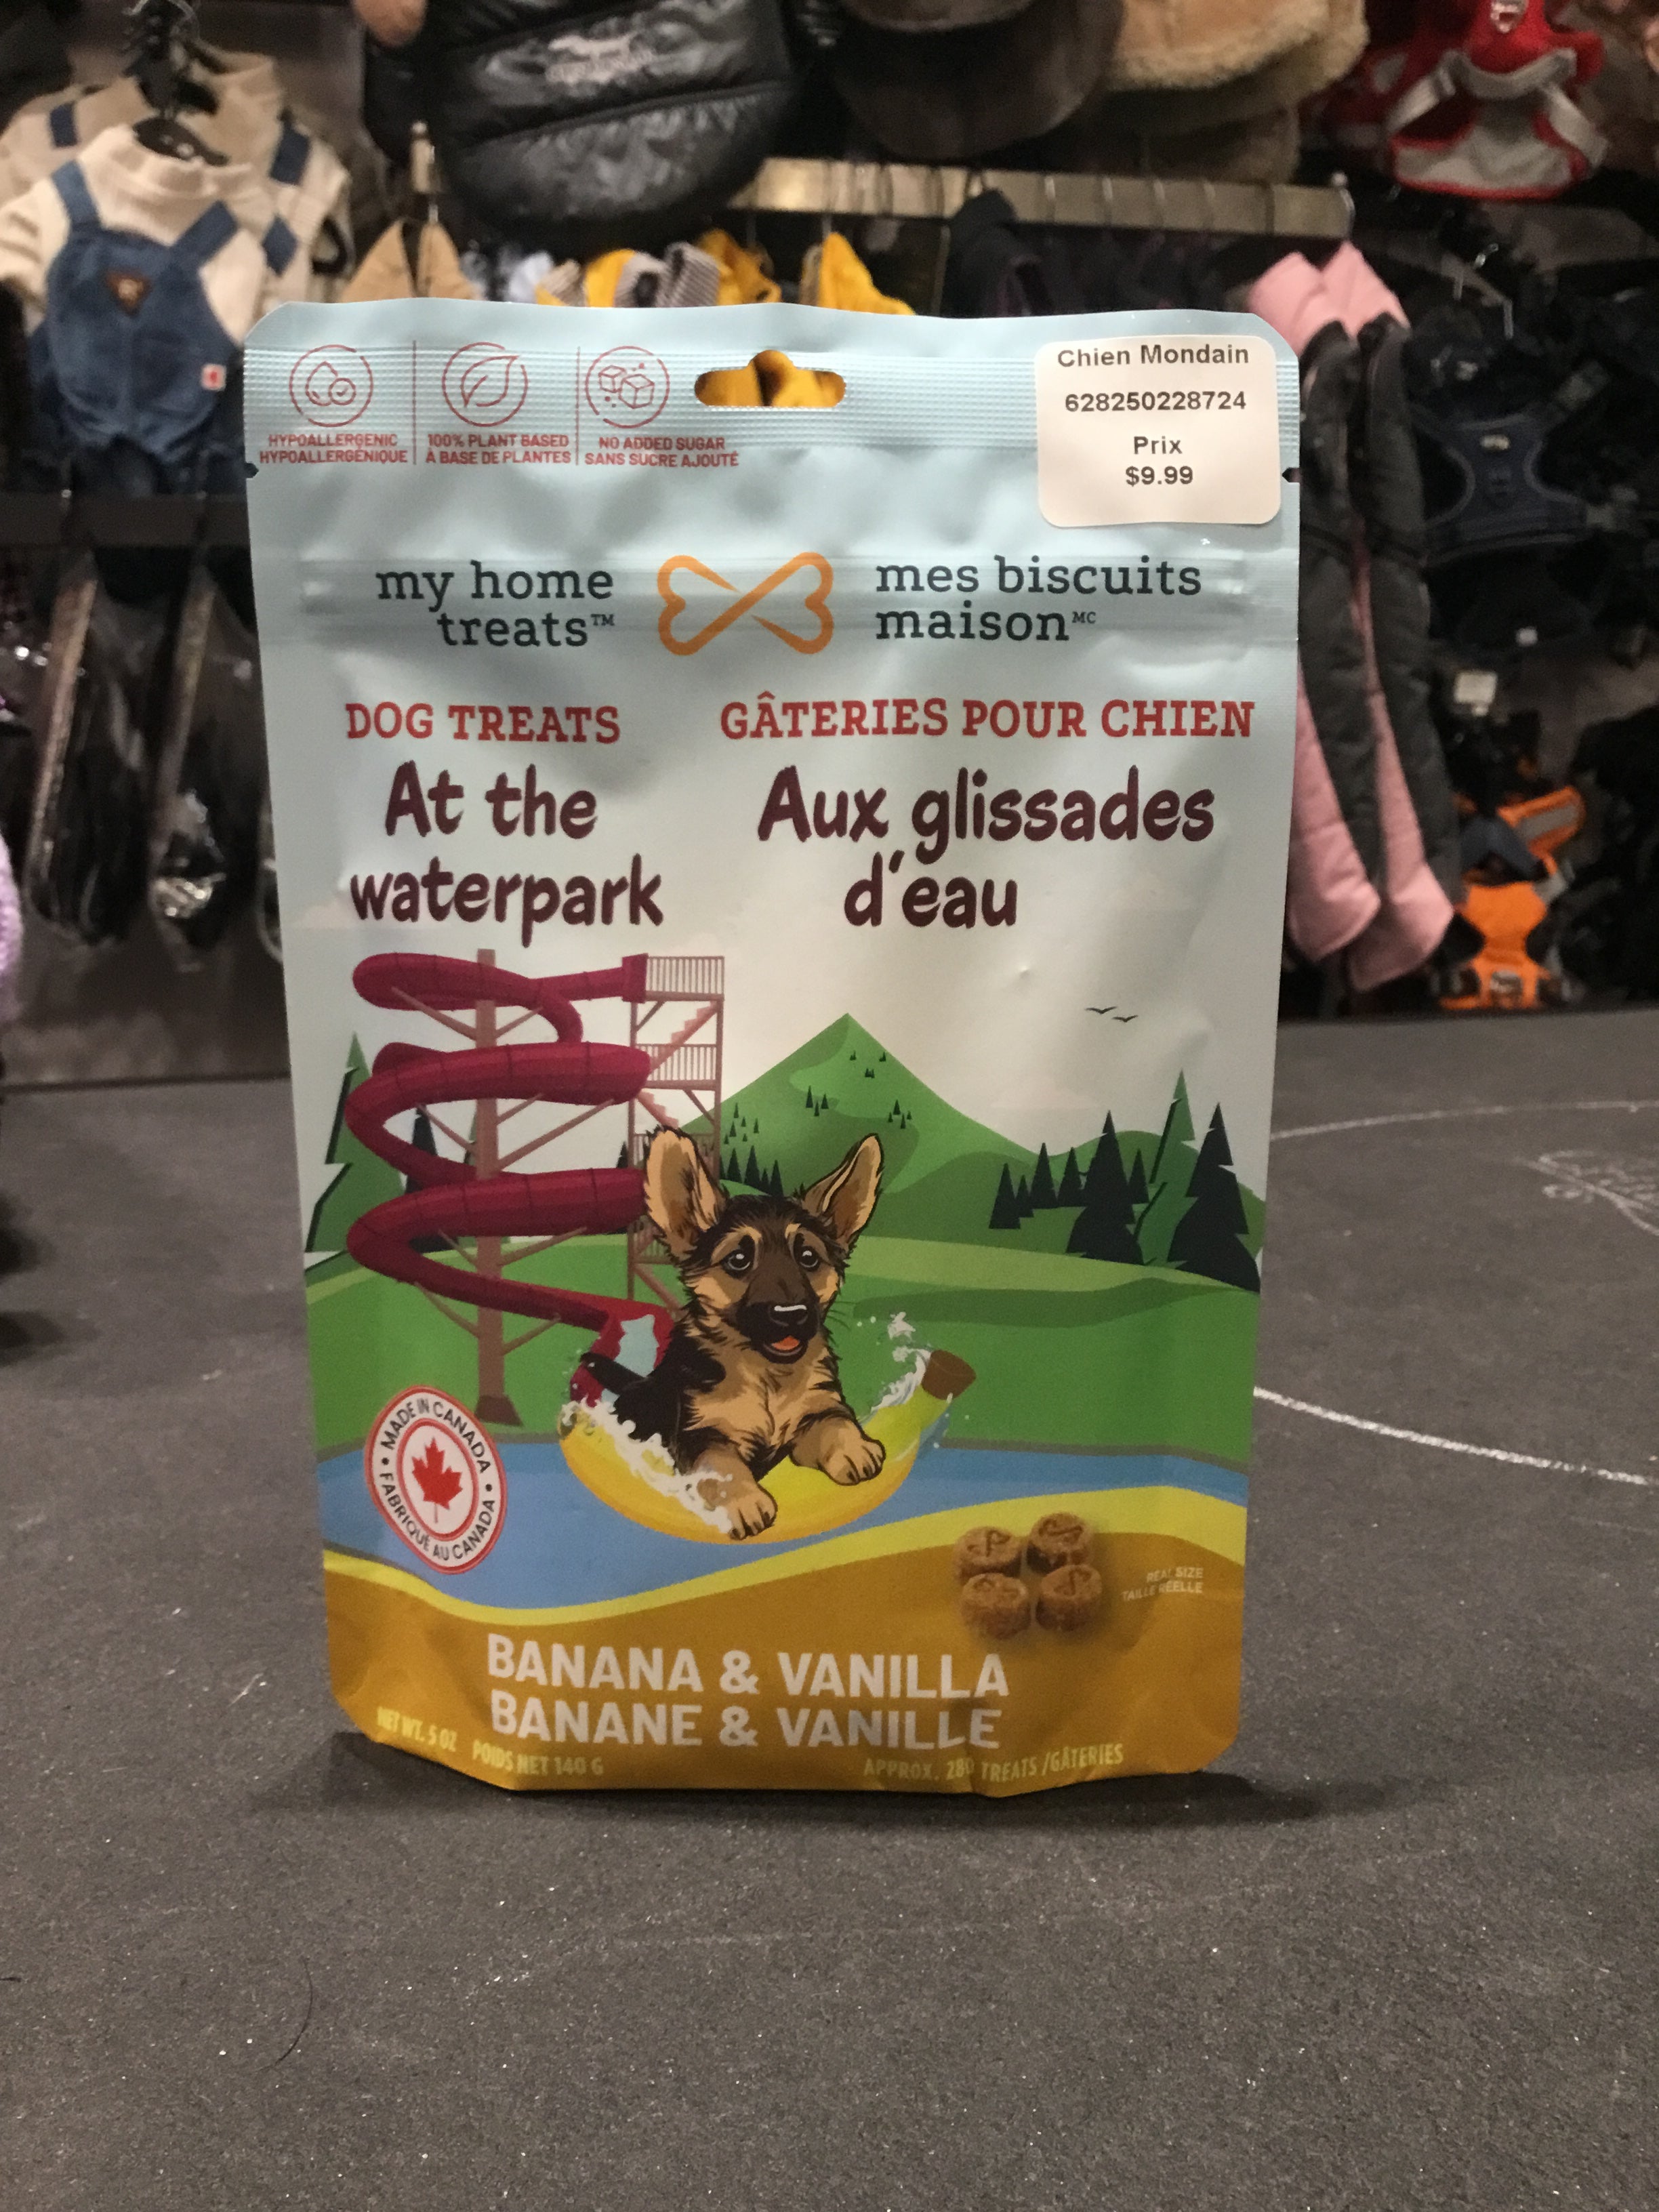 Chien Mondain
628250228724
Prix
$9.99
HYPOALLERGENIC
HYPOALLERGÉNIQUE
100% PLANT BASED
À BASE DE PLANTES
NO ADDED SUGAR
SANS SUCRE AJOUTÉ
my home
treats™
mes biscuits
maisonMC
DOG TREATS
GÂTERIES POUR CHIEN
At the
waterpark
Aux glissades
d'eau
MADE IN CANADA
FABRIQUÉ AU CANADA
REAL SIZE
TAILLE RÉELLE
BANANA & VANILLA
BANANE & VANILLE
NET WT. 5 OZ POIDS NET 140 G
APPROX. 280 TREATS /GÂTERIES